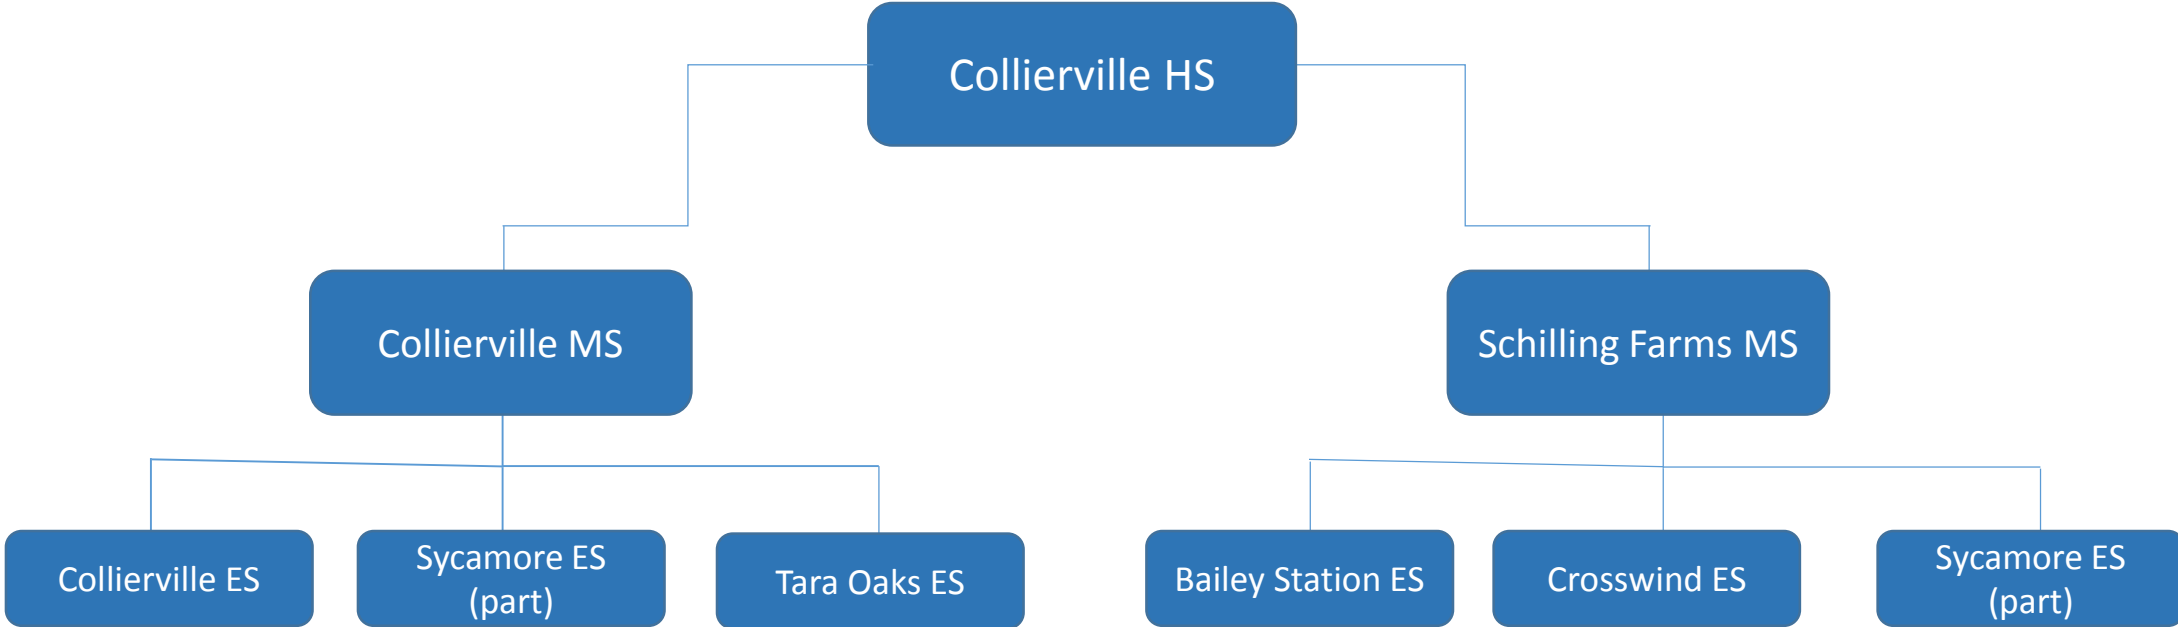 Collierville HS
Collierville MS
Schilling Farms MS
Collierville ES
Sycamore ES
(part)
Tara Oaks ES
Bailey Station ES
Crosswind ES
Sycamore ES
(part)